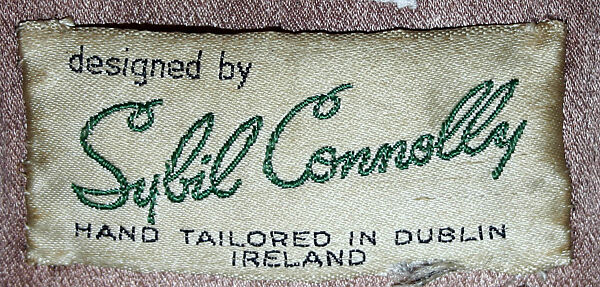 designed by
Sybil Connolly
HAND TAILORED IN DUBLIN
IRELAND